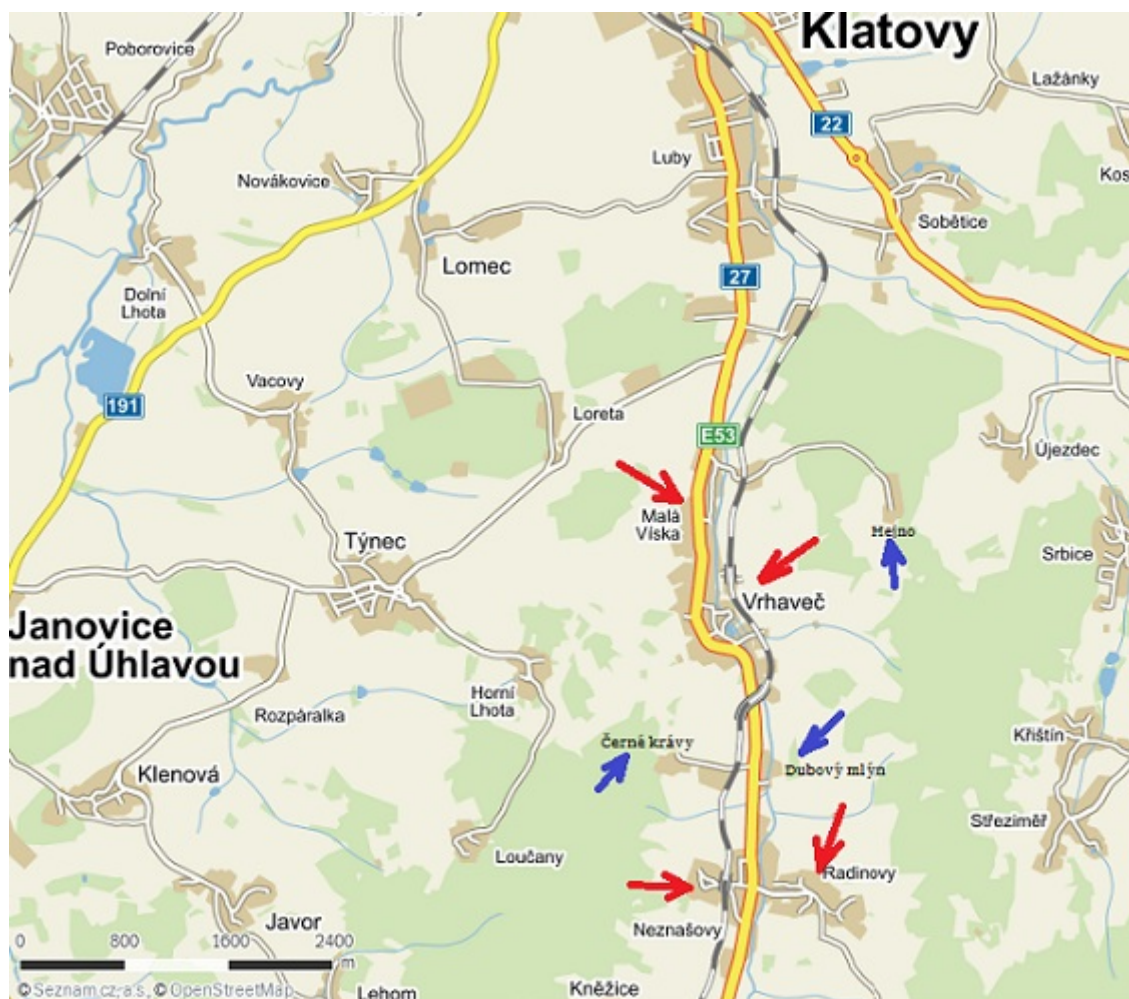 Klatovy
Poborovice
Lažánky
22
Luby
Novákovice
Sobětice
Lomec
27
Dolní
Lhota
191
Vacovy
Loreta
E53
Újezdec
Malá
Víska
Týnec
Hejno
Srbice
Vrhaveč
Janovice
nad Úhlavou
Horní
Lhota
Rozpáralka
Černé krávy
Křištín
Klenová
Dubový mlýn
Střeziměř
Loučany
Radinovy
Javor
Neznašovy
0 800 1600 2400
m
Kněžice
© Seznam.cz, a.s., © OpenStreetMap
Lehom